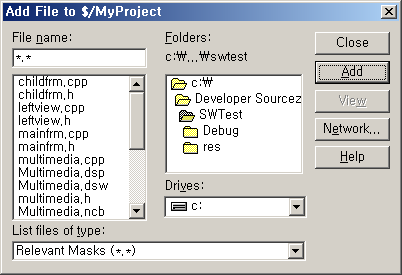 Add File to $/MyProject
File name:
*.*
childfrm.cpp
childfrm.h
leftview.cpp
leftview.h
mainfrm.cpp
mainfrm.h
Multimedia.cpp
Multimedia.dsp
Multimedia.dsw
multimedia.h
Multimedia.ncb
List files of type:
Relevant Masks (*.*)
Folders:
c:₩...₩swtest
c:₩
Developer Sourcez
SWTest
Debug
res
Drives:
c:
Close
Add
View
Network...
Help